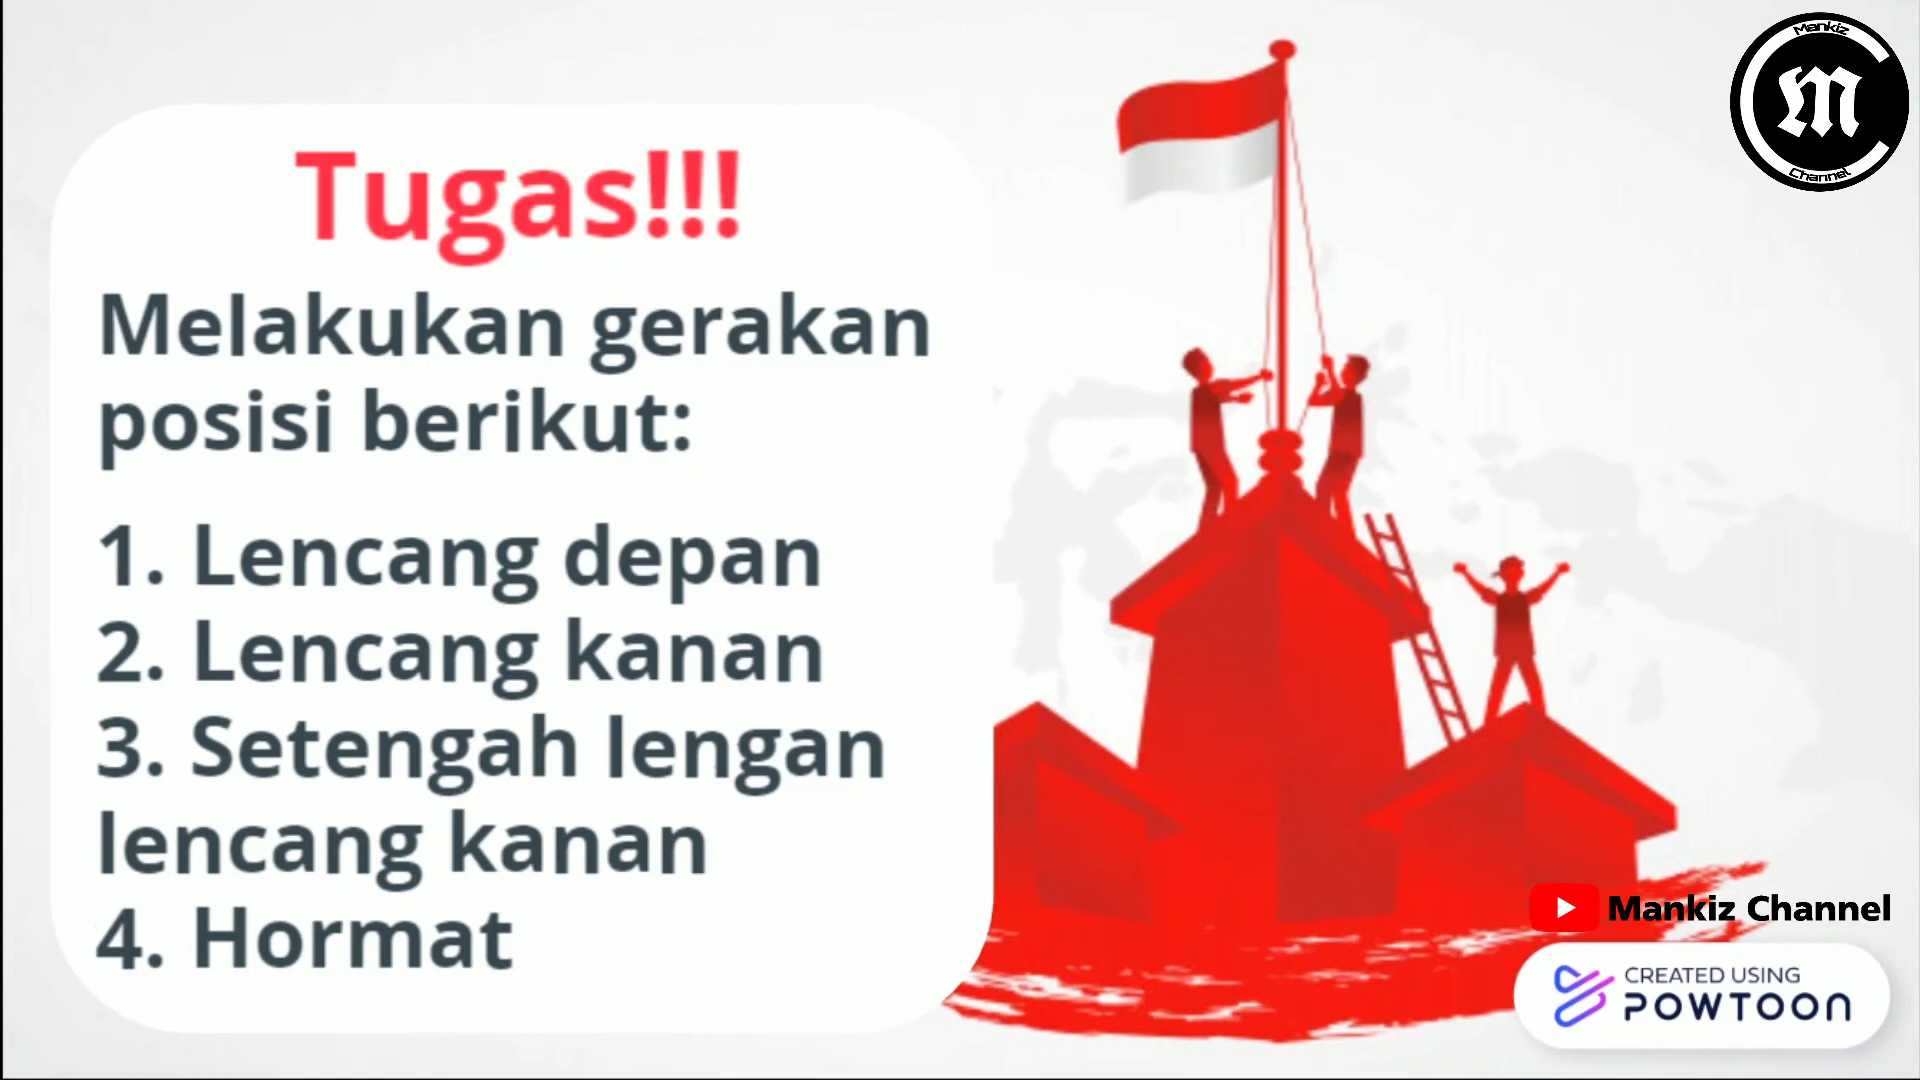 Tugas!!!
Melakukan gerakan
posisi berikut:
1. Lencang depan
2. Lencang kanan
3. Setengah lengan
lencang kanan
4. Hormat
Mankiz
M
Channel
Mankiz Channel
CREATED USING
POWTOON